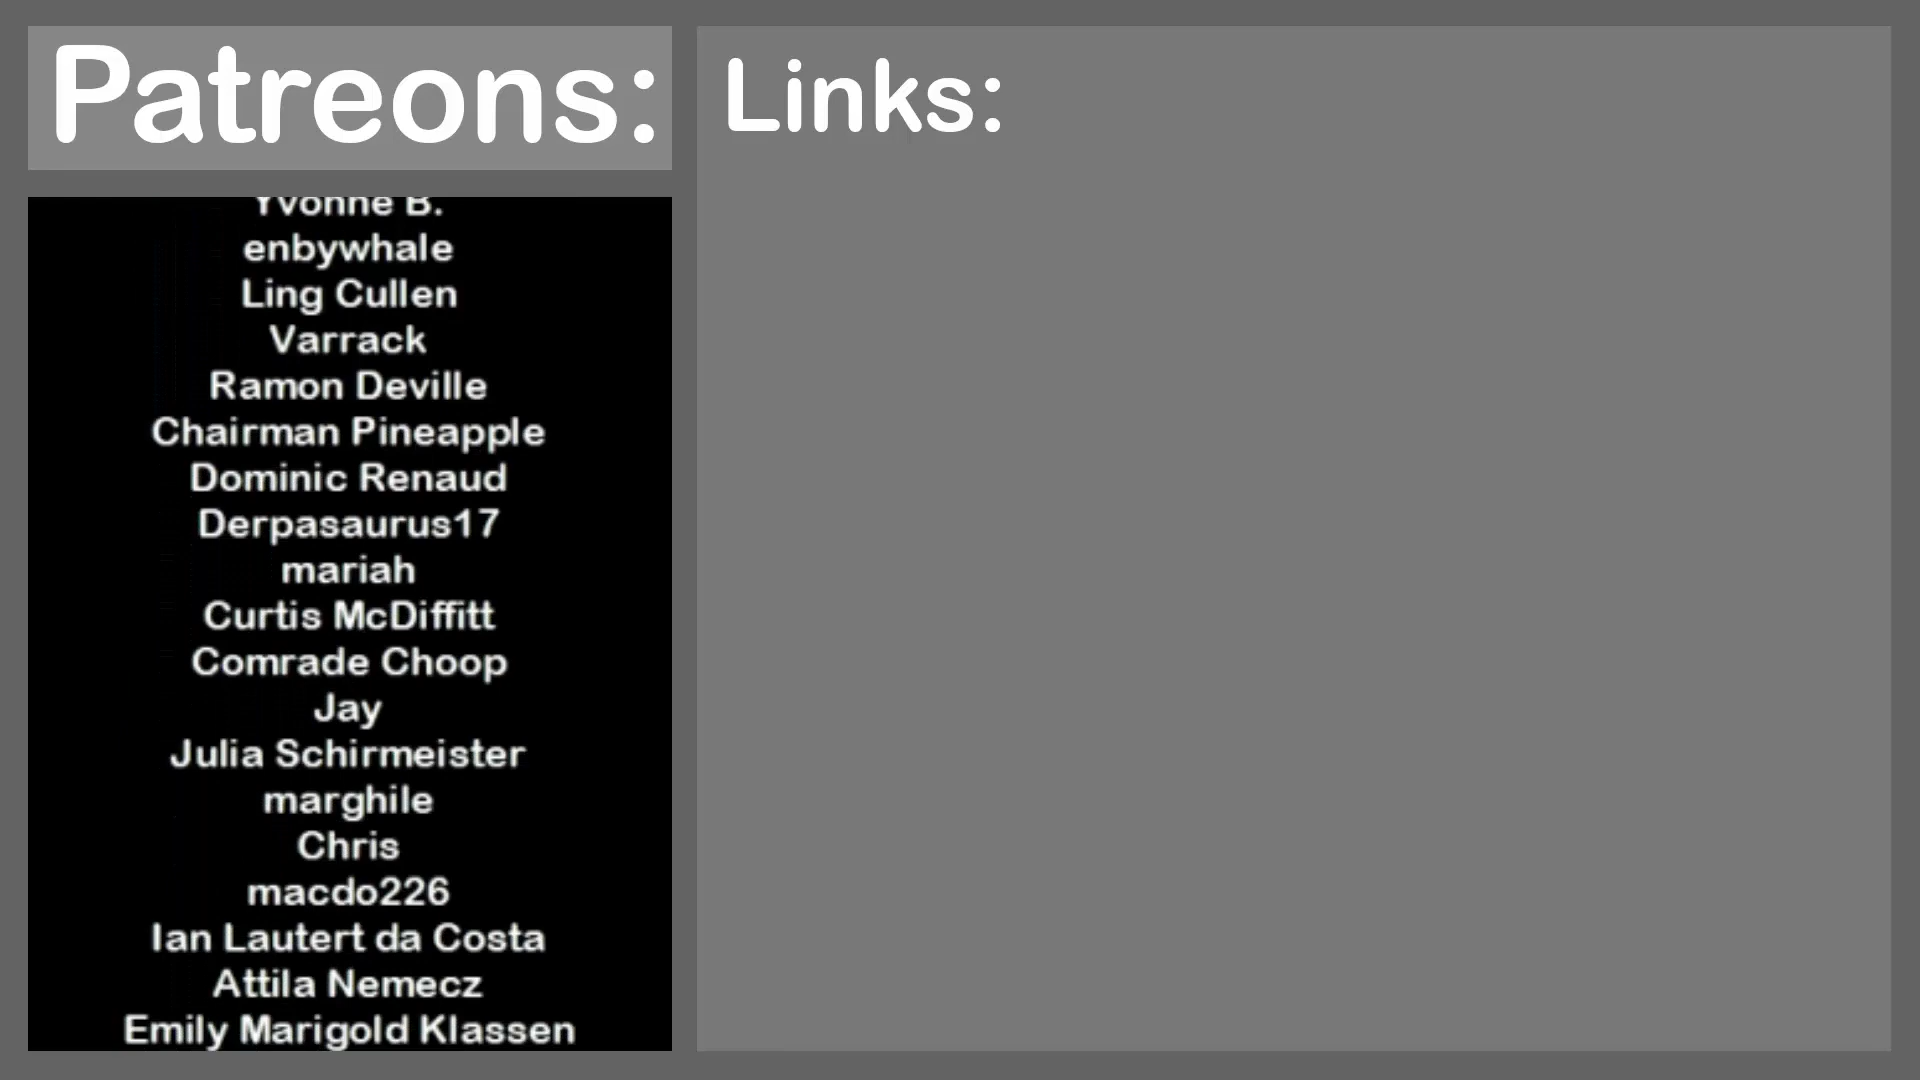 Patreons:
Yvonne B.
enbywhale
Ling Cullen
Varrack
Ramon Deville
Chairman Pineapple
Dominic Renaud
Derpasaurus17
mariah
Curtis McDiffitt
Comrade Choop
Jay
Julia Schirmeister
marghile
Chris
macdo226
Ian Lautert da Costa
Attila Nemecz
Emily Marigold Klassen
Links: